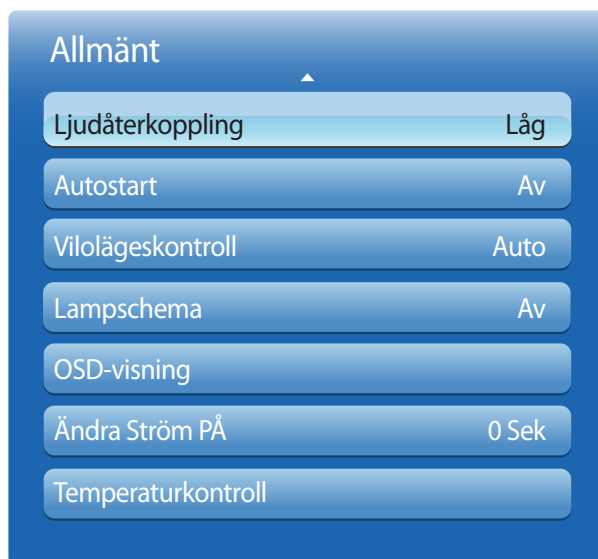 Allmänt
Ljudåterkoppling Låg
Autostart Av
Vilolägeskontroll Auto
Lampschema Av
OSD-visning
Ändra Ström PÅ 0 Sek
Temperaturkontroll